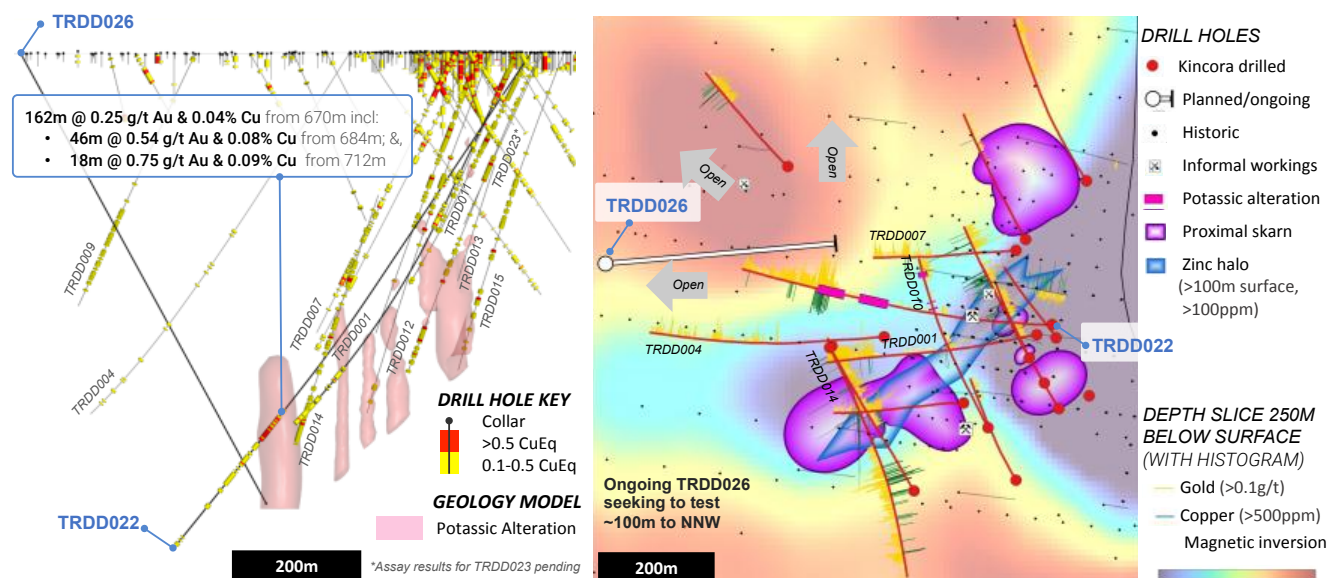 TRDD026
162m @ 0.25 g/t Au & 0.04% Cu from 670m incl:
• 46m @ 0.54 g/t Au & 0.08% Cu from 684m; &,
• 18m @ 0.75 g/t Au & 0.09% Cu from 712m
TRDD009
TRDD004
TRDD007
TRDD001
TRDD014
TRDD012
TRDD011
TRDD023*
TRDD013
TRDD015
TRDD022
DRILL HOLE KEY
Collar
>0.5 CuEq
0.1-0.5 CuEq
GEOLOGY MODEL
Potassic Alteration
200m
*Assay results for TRDD023 pending
Open
Open
TRDD026
Open
TRDD007
TRDD010
TRDD004
TRDD001
TRDD014
TRDD022
Ongoing TRDD026
seeking to test
~100m to NNW
200m
DRILL HOLES
Kincora drilled
Planned/ongoing
Historic
Informal workings
Potassic alteration
Proximal skarn
Zinc halo
(>100m surface,
>100ppm)
DEPTH SLICE 250M
BELOW SURFACE
(WITH HISTOGRAM)
Gold (>0.1g/t)
Copper (>500ppm)
Magnetic inversion